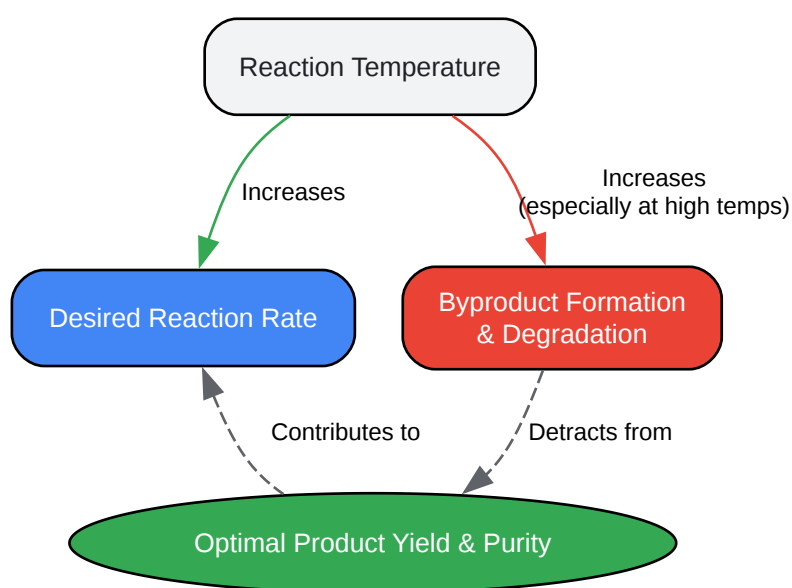 Reaction Temperature
Increases
Increases
(especially at high temps)
Desired Reaction Rate
Byproduct Formation
& Degradation
Contributes to
Detracts from
Optimal Product Yield & Purity